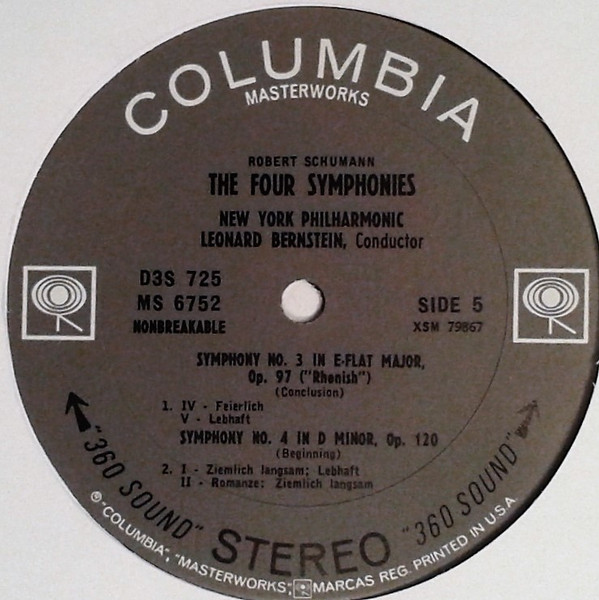 COLUMBIA
MASTERWORKS
ROBERT SCHUMANN
THE FOUR SYMPHONIES
NEW YORK PHILHARMONIC
LEONARD BERNSTEIN, Conductor
D3S 725
MS 6752
NONBREAKABLE
SIDE 5
XSM 79867
SYMPHONY NO. 3 IN E-FLAT MAJOR,
Op. 97 ("Rhenish")
(Conclusion)
1. IV - Feierlich
V - Lebhaft
SYMPHONY NO. 4 IN D MINOR, Op. 120
(Beginning)
2. I - Ziemlich langsam; Lebhaft
II - Romanze: Ziemlich langsam
"360 SOUND" STEREO "360 SOUND"
℗"COLUMBIA", "MASTERWORKS", MARCAS REG. PRINTED IN U.S.A.